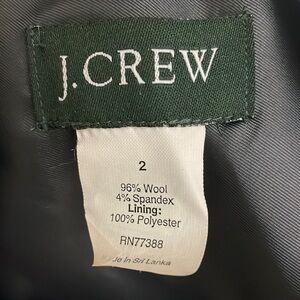 J.CREW
2
96% Wool
4% Spandex
Lining:
100% Polyester
RN77388
in Sri Lanka